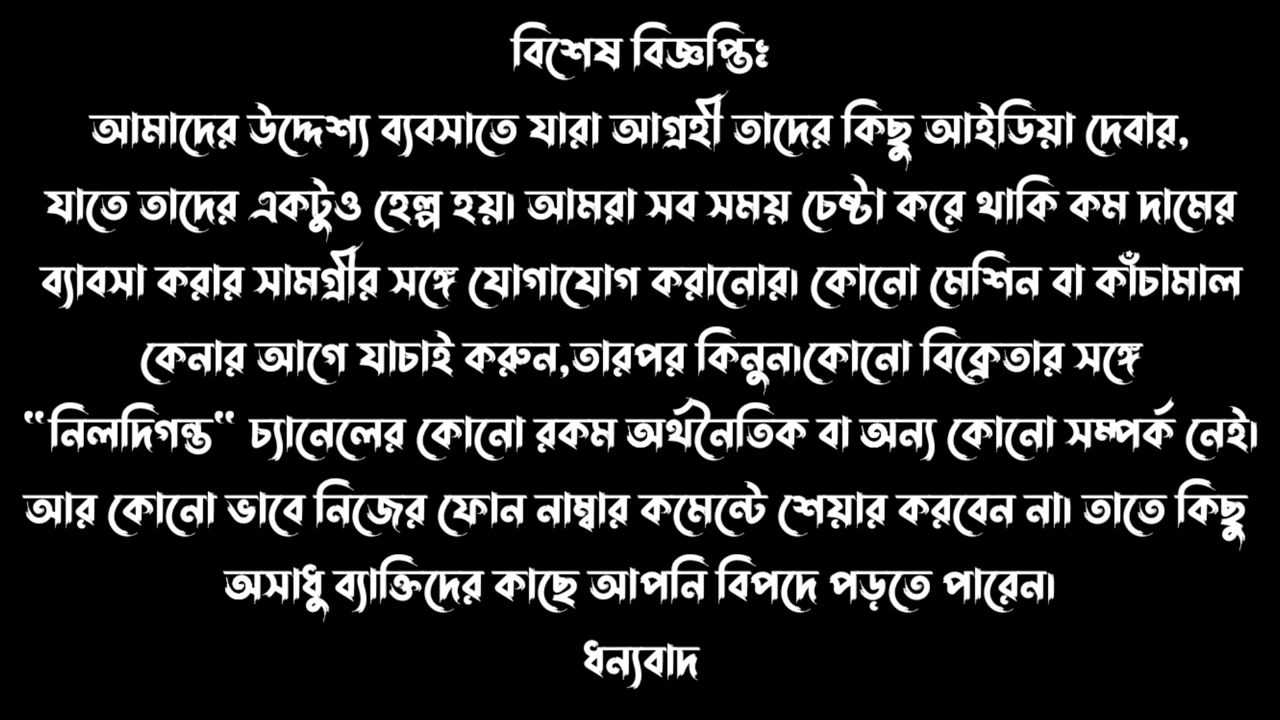 বিশেষ বিজ্ঞপ্তিঃ
আমাদের উদ্দেশ্য ব্যবসাতে যারা আগ্রহী তাদের কিছু আইডিয়া দেবার,
যাতে তাদের একটুও হেল্প হয়। আমরা সব সময় চেষ্টা করে থাকি কম দামের
ব্যাবসা করার সামগ্রীর সঙ্গে যোগাযোগ করানোর। কোনো মেশিন বা কাঁচামাল
কেনার আগে যাচাই করুন,তারপর কিনুন।কোনো বিক্রেতার সঙ্গে
“নিলদিগন্ত“ চ্যানেলের কোনো রকম অর্থনৈতিক বা অন্য কোনো সম্পর্ক নেই।
আর কোনো ভাবে নিজের ফোন নাম্বার কমেন্টে শেয়ার করবেন না। তাতে কিছু
অসাধু ব্যাক্তিদের কাছে আপনি বিপদে পড়তে পারেন।
ধন্যবাদ